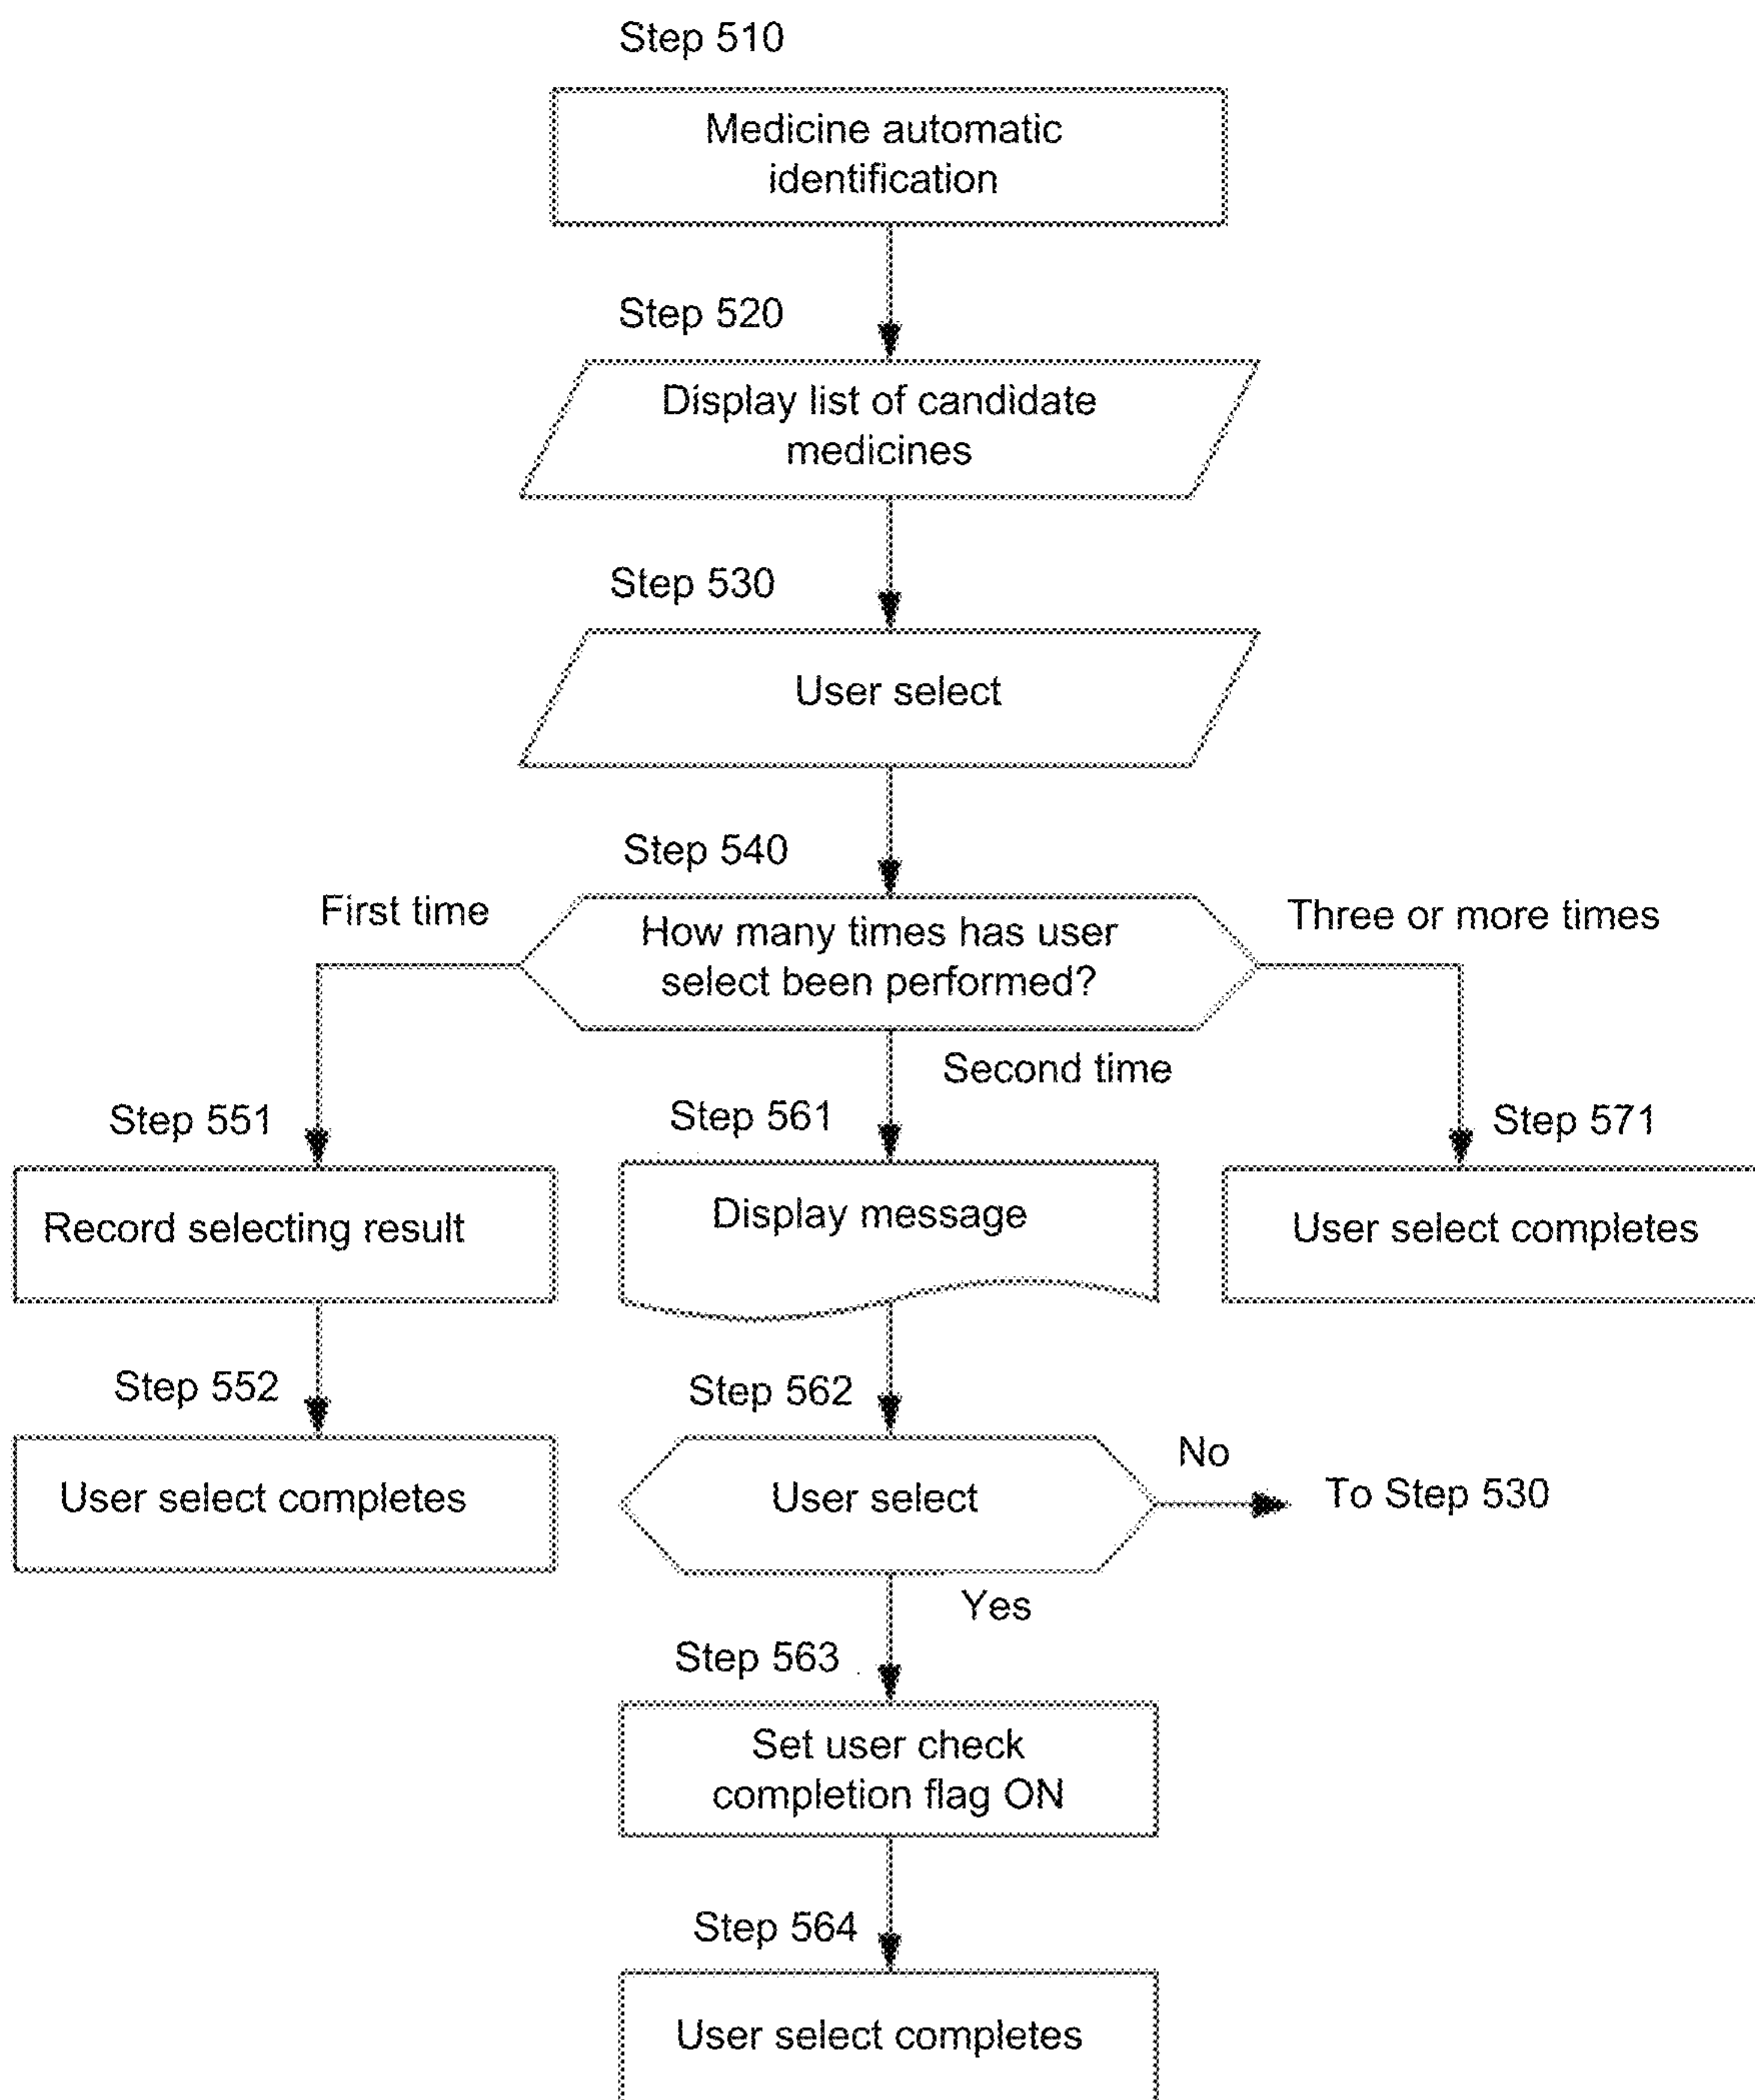 Step 510
Medicine automatic
identification
Step 520
Display list of candidate
medicines
Step 530
User select
Step 540
First time
How many times has user
select been performed?
Three or more times
Second time
Step 551
Step 561
Step 571
Record selecting result
Display message
User select completes
Step 552
Step 562
User select completes
User select
No
To Step 530
Yes
Step 563
Set user check
completion flag ON
Step 564
User select completes